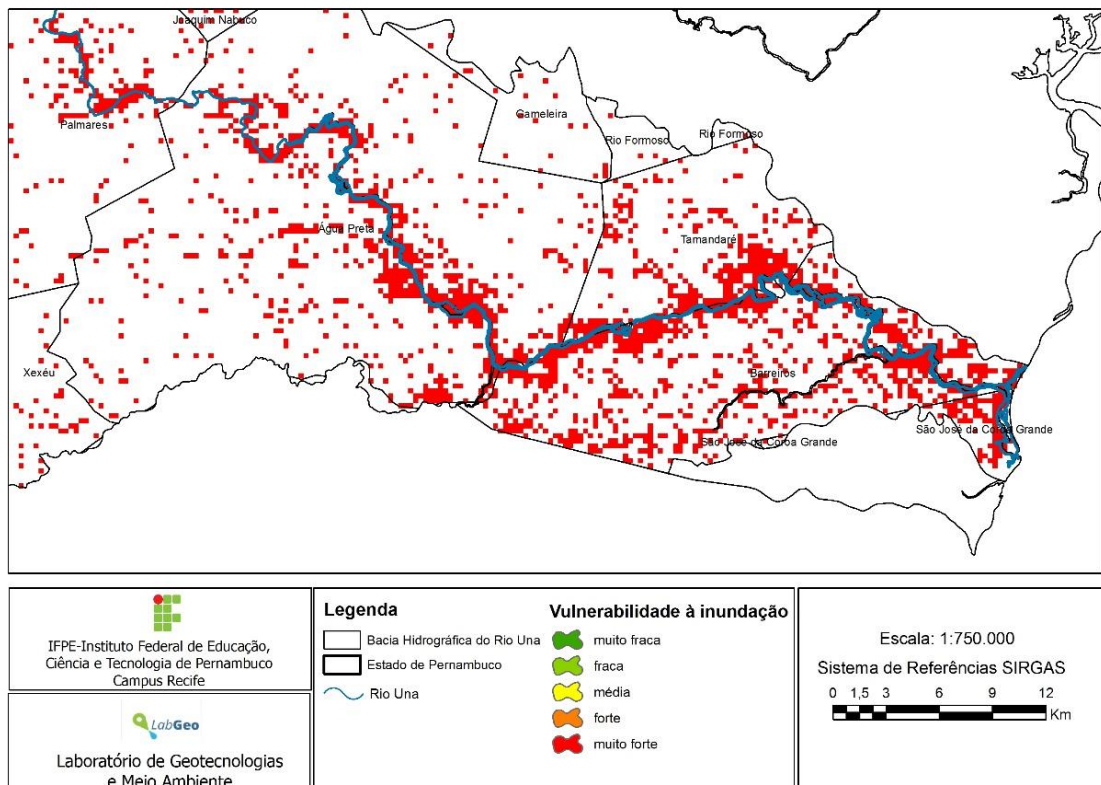 Joaquim Nabuco
Gameleira
Palmares
Rio Formoso
Rio Formoso
Água Preta
Tamandaré
Xexéu
Barreiros
São José da Coroa Grande
São José da Coroa Grande
IFPE-Instituto Federal de Educação,
Ciência e Tecnologia de Pernambuco
Campus Recife
LabGeo
Laboratório de Geotecnologias
e Meio Ambiente
Legenda
Bacia Hidrográfica do Rio Una
Estado de Pernambuco
Rio Una
Vulnerabilidade à inundação
muito fraca
fraca
média
forte
muito forte
Escala: 1:750.000
Sistema de Referências SIRGAS
0 1,5 3 6 9 12
Km